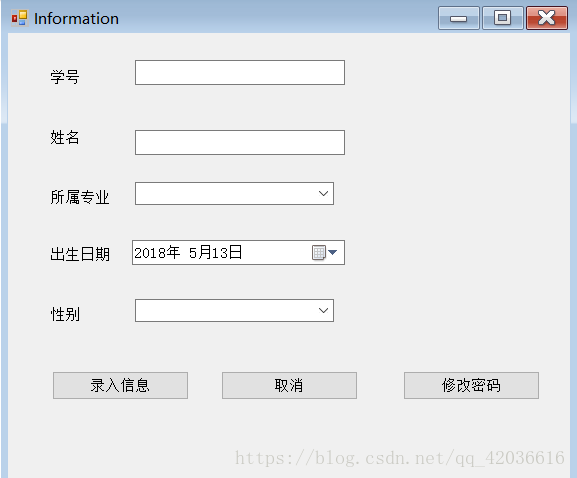 Information
学号
姓名
所属专业
出生日期 2018年 5月13日
性别
录入信息 取消 修改密码
https://blog.csdn.net/qq_42036616